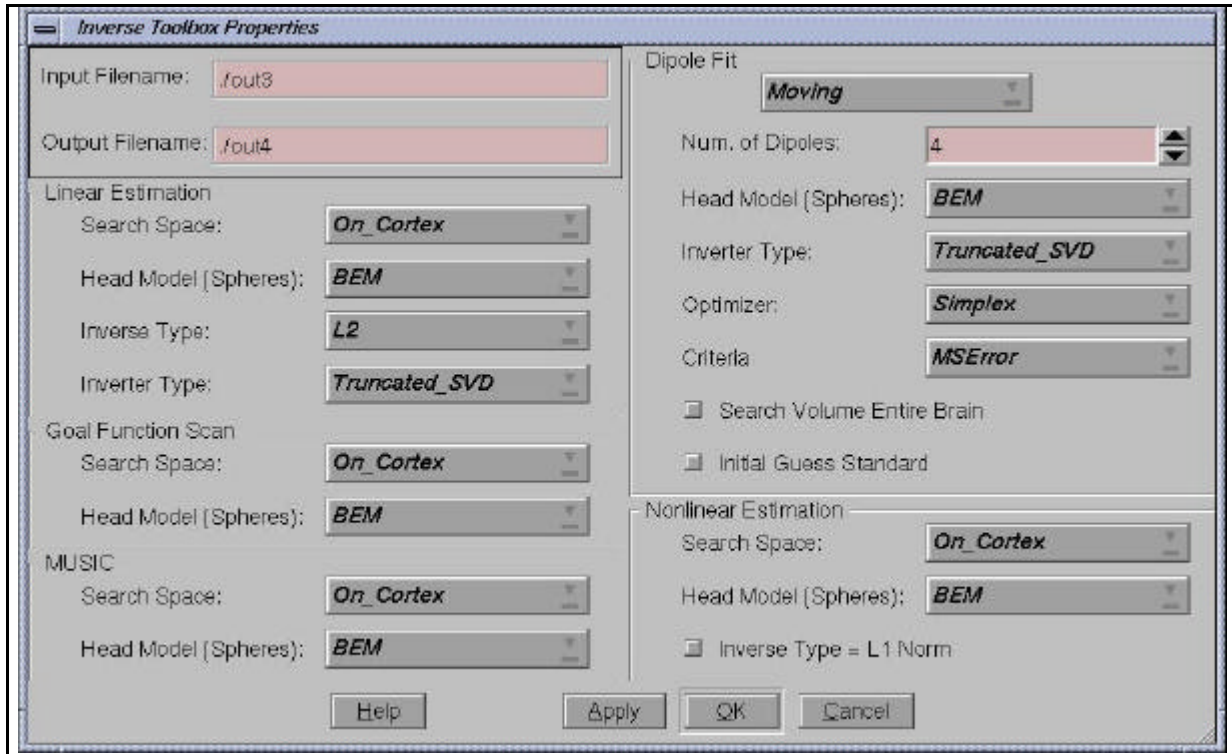 Inverse Toolbox Properties
Input Filename: ./out3
Output Filename: ./out4
Linear Estimation
Search Space: On_Cortex
Head Model (Spheres): BEM
Inverse Type: L2
Inverter Type: Truncated_SVD
Goal Function Scan
Search Space: On_Cortex
Head Model (Spheres): BEM
MUSIC
Search Space: On_Cortex
Head Model (Spheres): BEM
Dipole Fit
Moving
Num. of Dipoles: 4
Head Model (Spheres): BEM
Inverter Type: Truncated_SVD
Optimizer: Simplex
Criteria MSError
Search Volume Entire Brain
Initial Guess Standard
Nonlinear Estimation
Search Space: On_Cortex
Head Model (Spheres): BEM
Inverse Type = L1 Norm
Help Apply OK Cancel